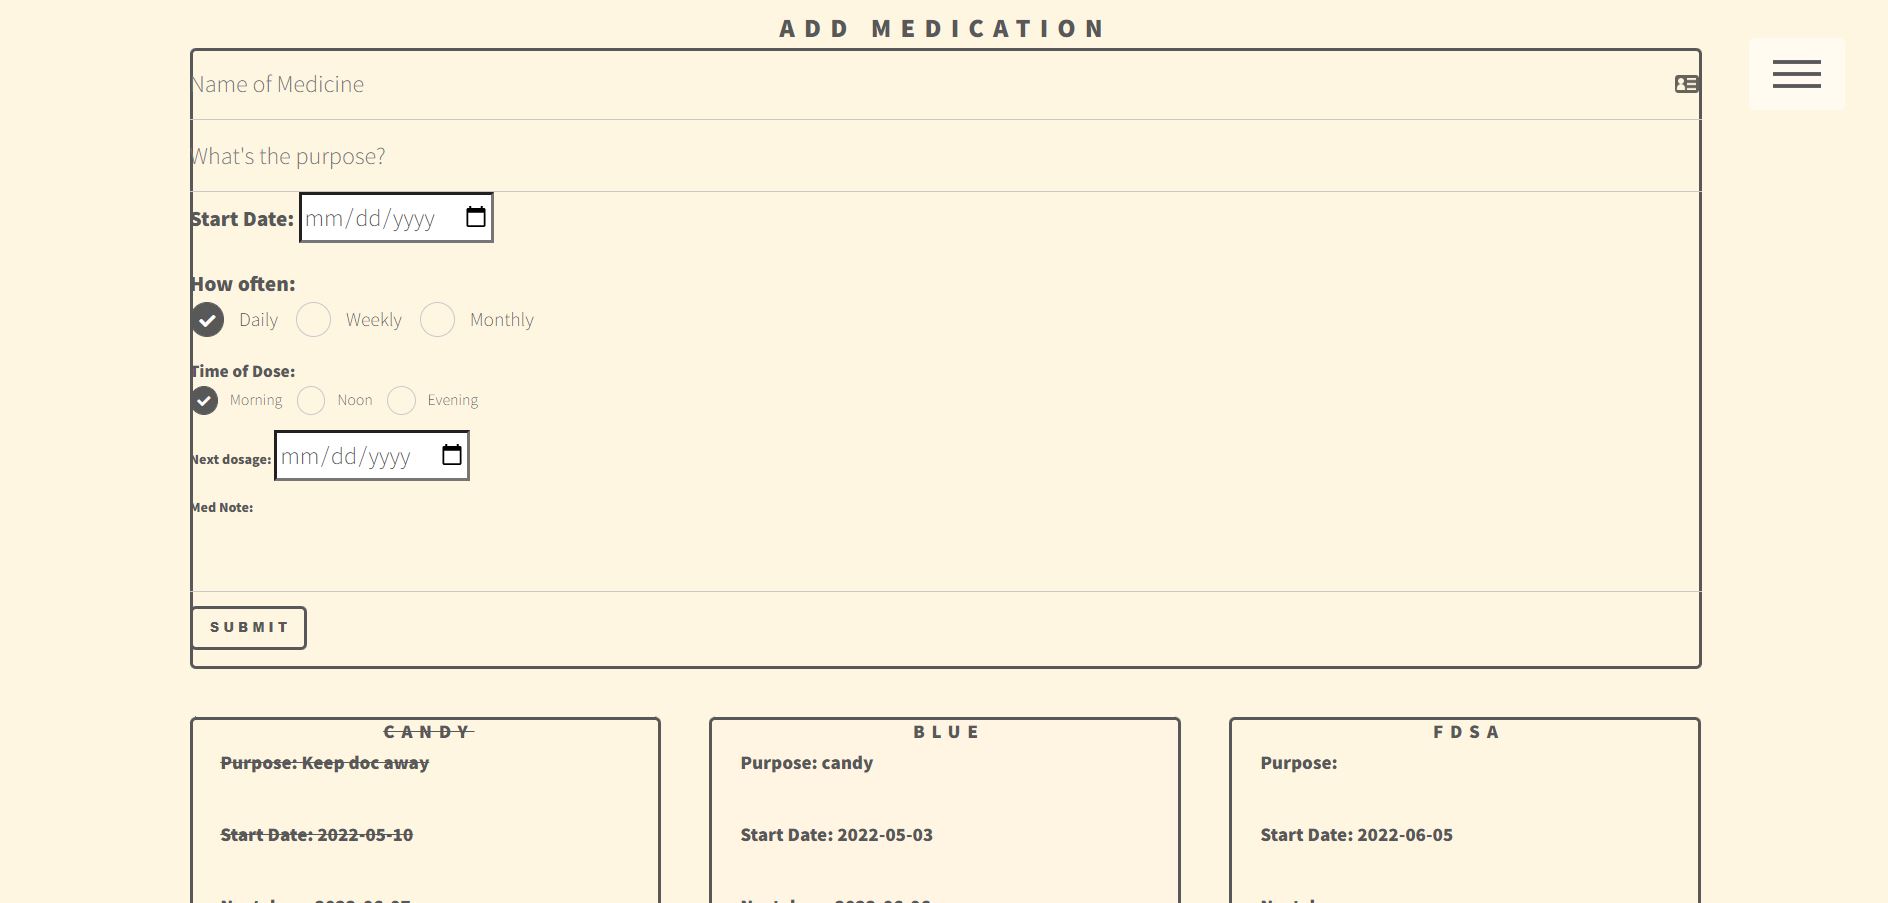 ADD MEDICATION
Name of Medicine
What's the purpose?
Start Date: mm/dd/yyyy
How often:
Daily Weekly Monthly
Time of Dose:
Morning Noon Evening
Next dosage: mm/dd/yyyy
Med Note:
SUBMIT
CANDY
Purpose: Keep doc away
Start Date: 2022-05-10
BLUE
Purpose: candy
Start Date: 2022-05-03
FDSA
Purpose:
Start Date: 2022-06-05